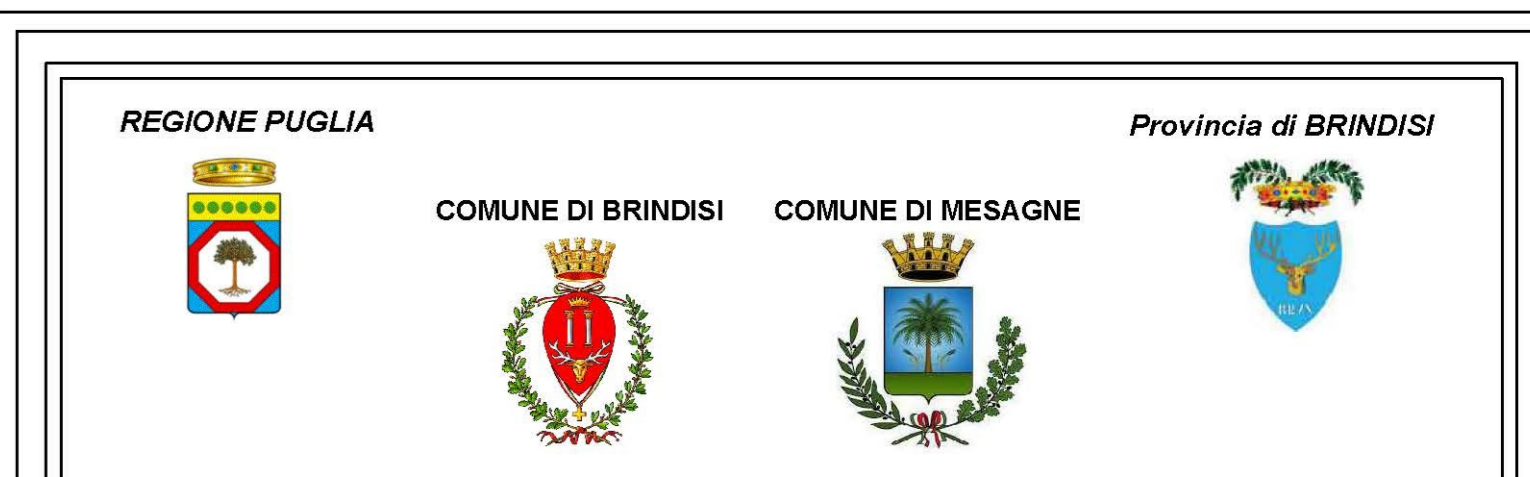 REGIONE PUGLIA
Provincia di BRINDISI
COMUNE DI BRINDISI
COMUNE DI MESAGNE